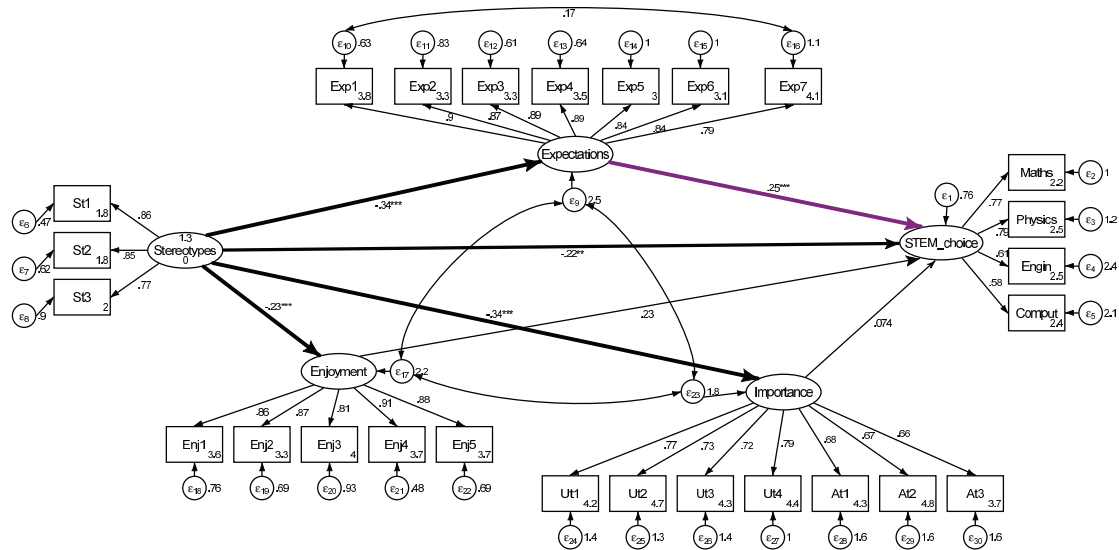 .17
ε10 .63 ε11 .83 ε12 .61 ε13 .64 ε14 1 ε15 1 ε16 1.1
Exp1 Exp2 Exp3 Exp4 Exp5 Exp6 Exp7
3.8 3.3 3.3 3.5 3 3.1 4.1
.9 .87 .89 .89 .84 .84 .79
Expectations
ε9 2.5
-.34***
.25***
St1
1.8
ε6 .47
.86
St2
1.8
ε7 .62
.85
St3
2
ε8 .9
.77
1.3
Stereotypes
0
-.22**
-.23***
-.34***
.23
.074
ε1 .76
STEM_choice
Maths
2.2
ε2 1
.77
Physics
2.5
ε3 1.2
.79
Engin
2.5
ε4 2.4
.61
Comput
2.4
ε5 2.1
.58
Enjoyment
ε17 2.2
ε23 1.8
Importance
.86 .87 .81 .91 .88
Enj1 Enj2 Enj3 Enj4 Enj5
3.6 3.3 4 3.7 3.7
ε18 .76 ε19 .69 ε20 .93 ε21 .48 ε22 .69
.77 .73 .72 .79 .68 .67 .66
Ut1 Ut2 Ut3 Ut4 At1 At2 At3
4.2 4.7 4.3 4.4 4.3 4.8 3.7
ε24 1.4 ε25 1.3 ε26 1.4 ε27 1 ε28 1.6 ε29 1.6 ε30 1.6